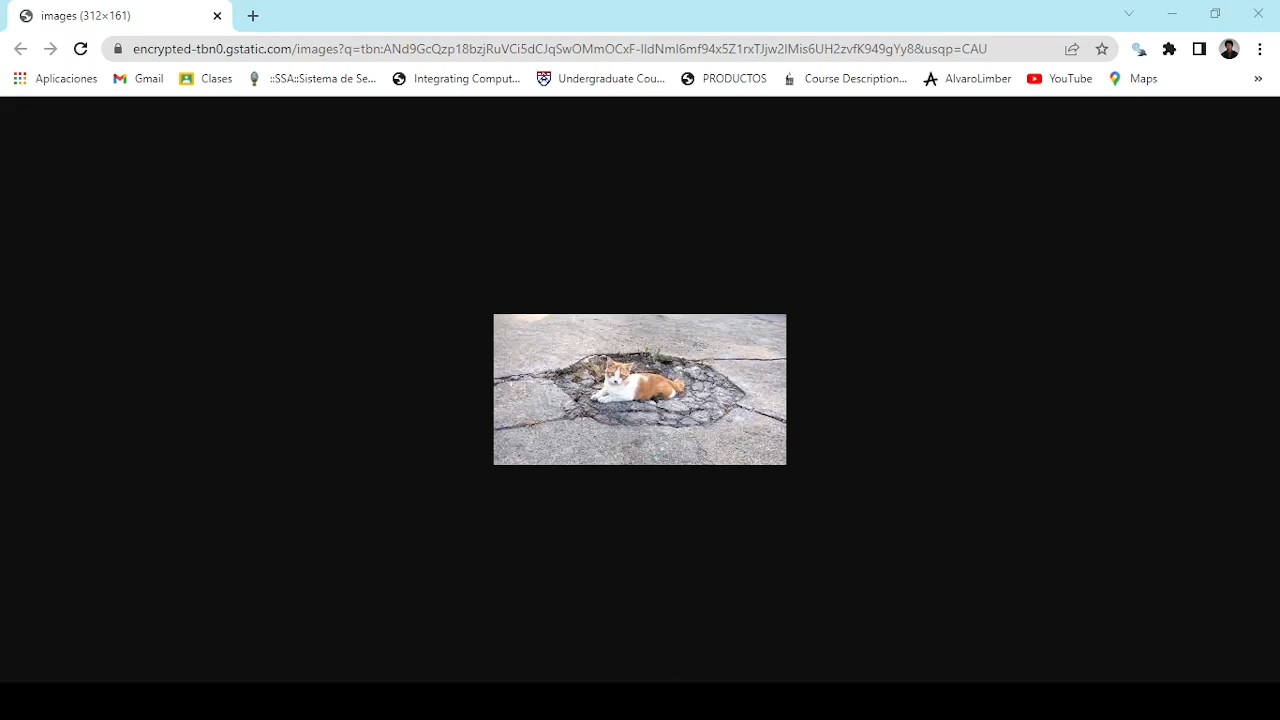 images (312×161)
encrypted-tbn0.gstatic.com/images?q=tbn:ANd9GcQzp18bzjRuVCi5dCJqSwOMmOCxF-lIdNmI6mf94x5Z1rxTJjw2lMis6UH2zvfK949gYy8&usqp=CAU
Aplicaciones Gmail Clases ::SSA::Sistema de Se... Integrating Comput... Undergraduate Cou... PRODUCTOS Course Description... AlvaroLimber YouTube Maps »